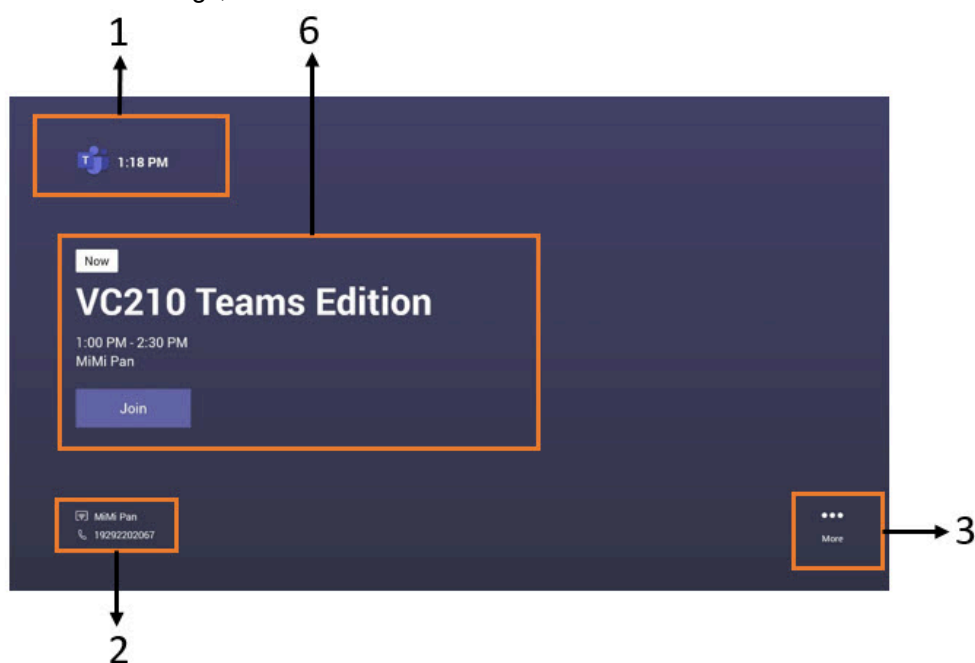 1
6
T
1:18 PM
Now
VC210 Teams Edition
1:00 PM - 2:30 PM
MiMi Pan
Join
MiMi Pan
19292202067
More
3
2